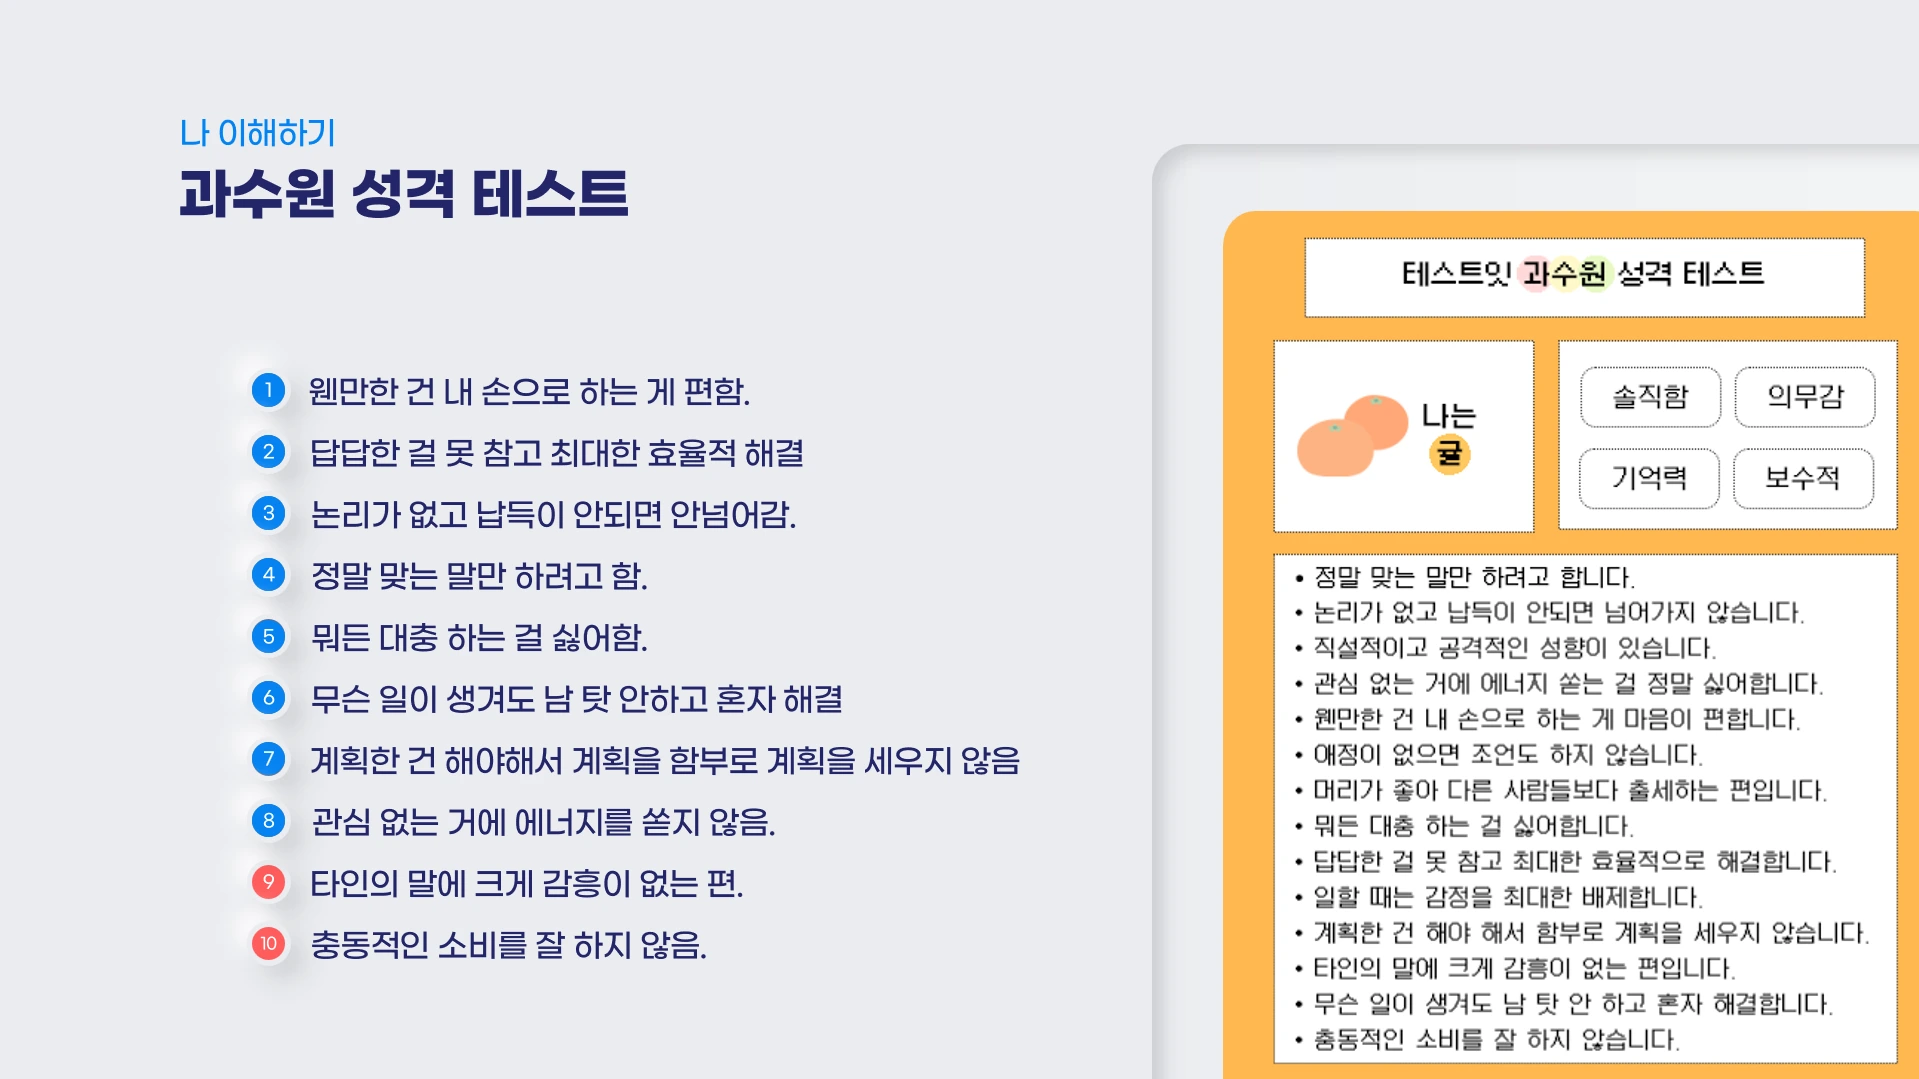 나 이해하기
과수원 성격 테스트
1 웬만한 건 내 손으로 하는 게 편함.
2 답답한 걸 못 참고 최대한 효율적 해결
3 논리가 없고 납득이 안되면 안넘어감.
4 정말 맞는 말만 하려고 함.
5 뭐든 대충 하는 걸 싫어함.
6 무슨 일이 생겨도 남 탓 안하고 혼자 해결
7 계획한 건 해야해서 계획을 함부로 계획을 세우지 않음
8 관심 없는 거에 에너지를 쏟지 않음.
9 타인의 말에 크게 감흥이 없는 편.
10 충동적인 소비를 잘 하지 않음.
테스트잇 과수원 성격 테스트
나는
귤
솔직함 의무감
기억력 보수적
• 정말 맞는 말만 하려고 합니다.
• 논리가 없고 납득이 안되면 넘어가지 않습니다.
• 직설적이고 공격적인 성향이 있습니다.
• 관심 없는 거에 에너지 쏟는 걸 정말 싫어합니다.
• 웬만한 건 내 손으로 하는 게 마음이 편합니다.
• 애정이 없으면 조언도 하지 않습니다.
• 머리가 좋아 다른 사람들보다 출세하는 편입니다.
• 뭐든 대충 하는 걸 싫어합니다.
• 답답한 걸 못 참고 최대한 효율적으로 해결합니다.
• 일할 때는 감정을 최대한 배제합니다.
• 계획한 건 해야 해서 함부로 계획을 세우지 않습니다.
• 타인의 말에 크게 감흥이 없는 편입니다.
• 무슨 일이 생겨도 남 탓 안 하고 혼자 해결합니다.
• 충동적인 소비를 잘 하지 않습니다.